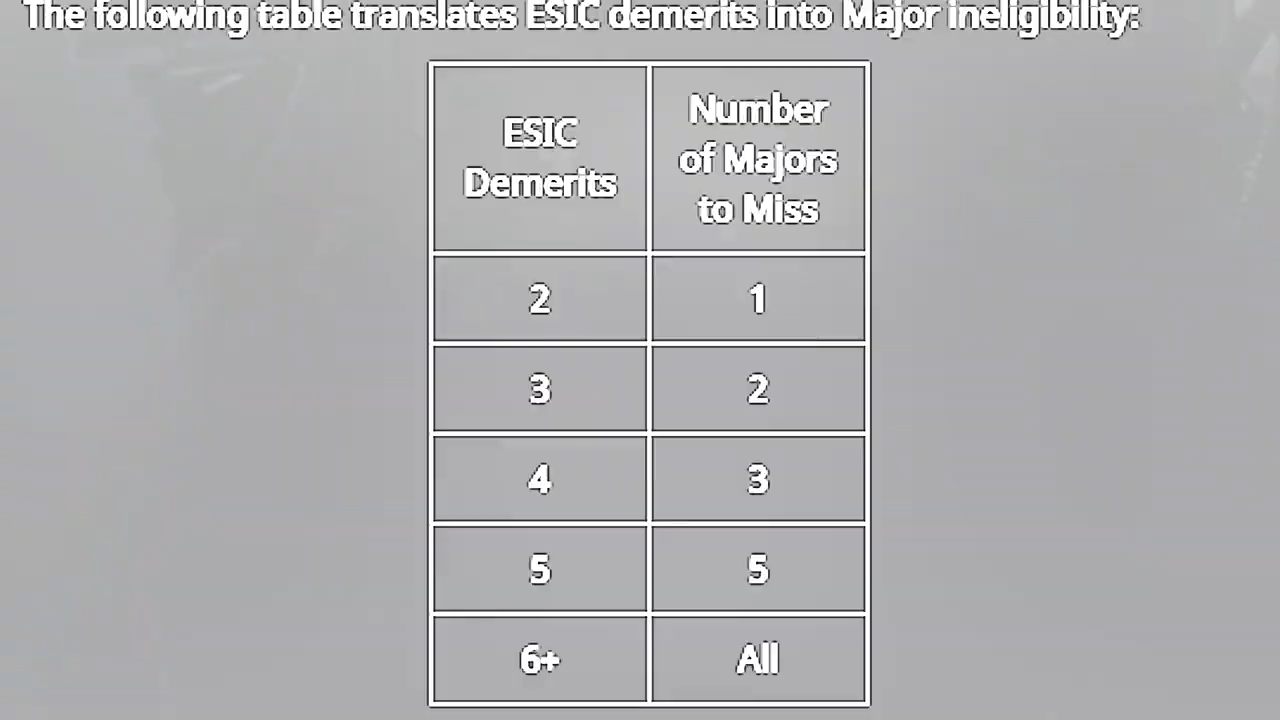 The following table translates ESIC demerits into Major ineligibility:
ESIC Demerits Number of Majors to Miss
2 1
3 2
4 3
5 5
6+ All